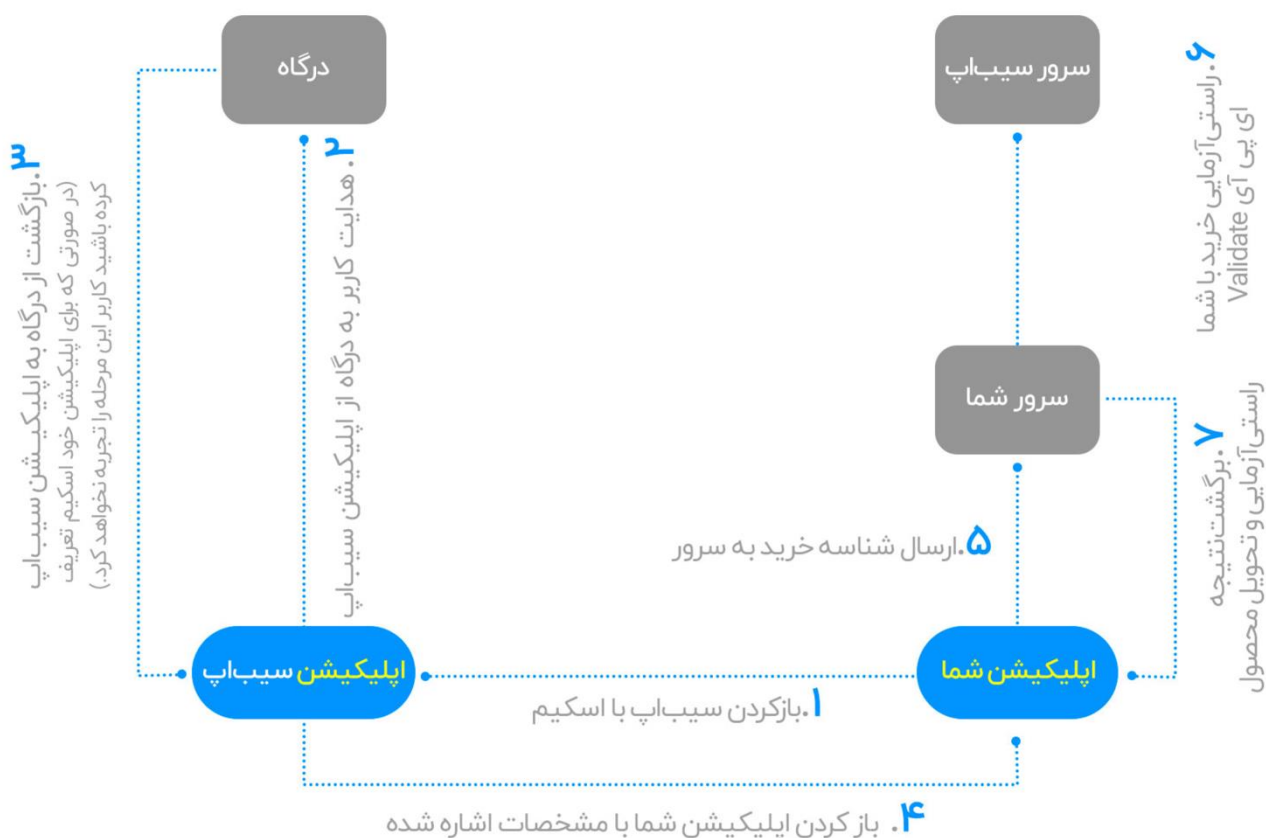 درگاه
سرور سیب‌اپ
سرور شما
اپلیکیشن سیب‌اپ
اپلیکیشن شما
۱.بازکردن سیب‌اپ با اسکیم
۲. هدایت کاربر به درگاه از اپلیکیشن سیب‌اپ
۳.بازگشت از درگاه به اپلیکیشن سیب‌اپ
(در صورتی که برای اپلیکیشن خود اسکیم تعریف
کرده باشید کاربر این مرحله را تجربه نخواهد کرد.)
۴. باز کردن اپلیکیشن شما با مشخصات اشاره شده
۵.ارسال شناسه خرید به سرور
۶.راستی‌آزمایی خرید با شما
ای پی آی Validate
۷.برگشت نتیجه
راستی‌آزمایی و تحویل محصول